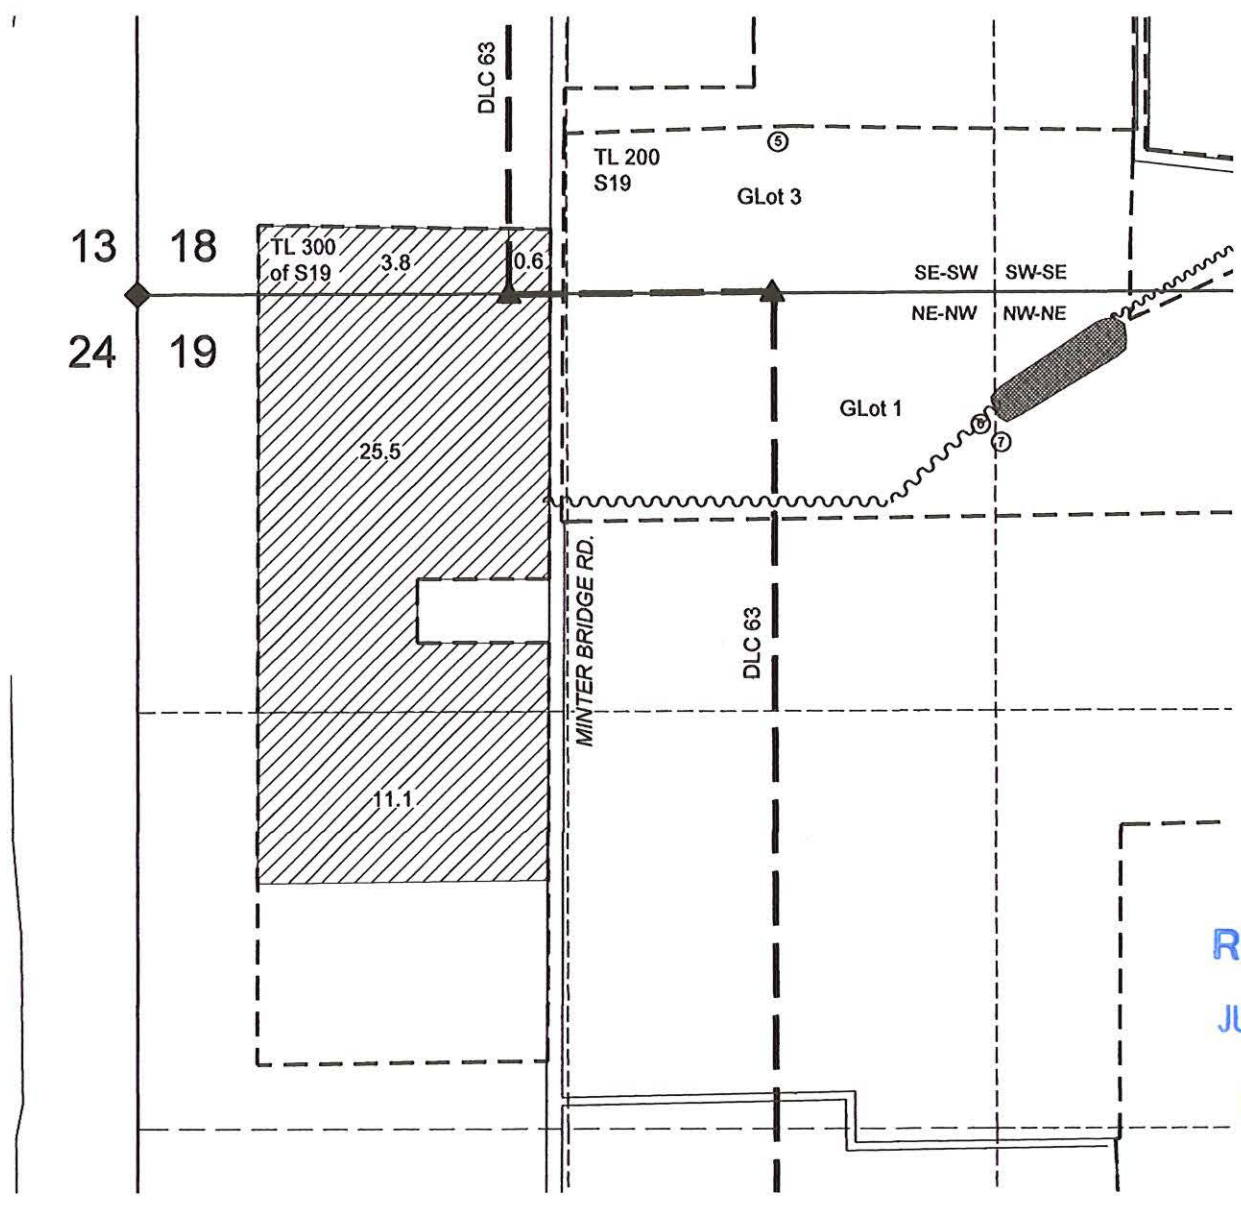 DLC 63
⑤
TL 200
S19
GLot 3
13 18
TL 300
of S19
3.8
0.6
SE-SW SW-SE
NE-NW NW-NE
24 19
GLot 1
25.5
⑦
MINTER BRIDGE RD.
DLC 63
11.1
R
JU